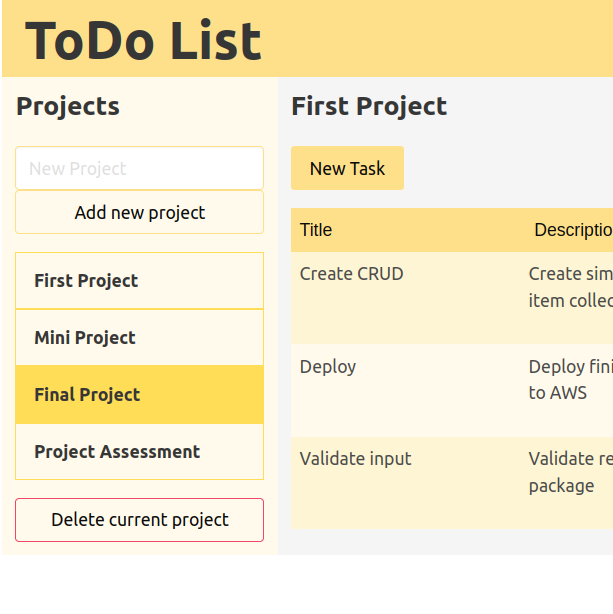 ToDo List
Projects
New Project
Add new project
First Project
Mini Project
Final Project
Project Assessment
Delete current project
First Project
New Task
Title Descriptio
Create CRUD Create sim
item collec
Deploy Deploy fini
to AWS
Validate input Validate re
package